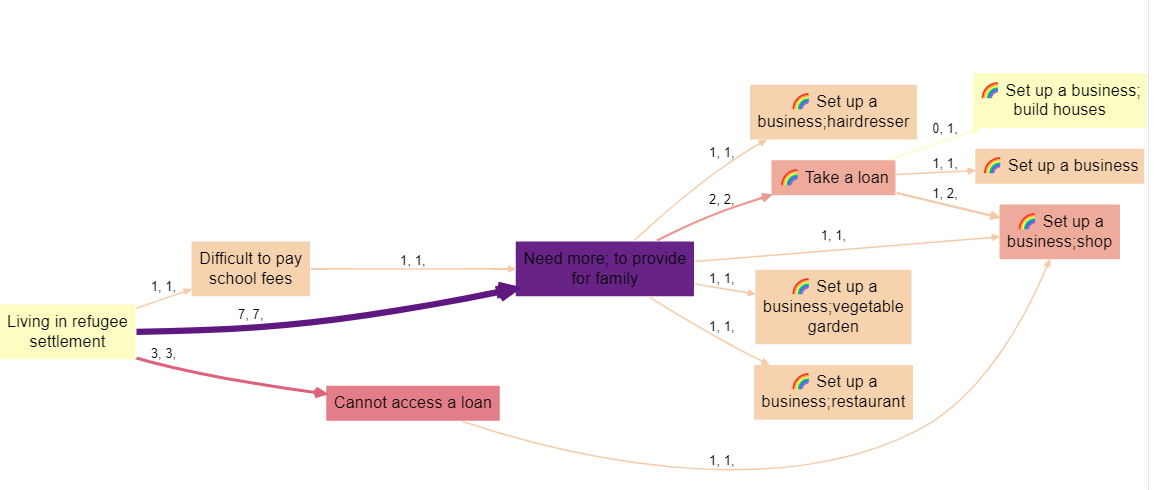 🌈 Set up a business;
build houses
🌈 Set up a
business;hairdresser
0, 1,
1, 1,
1, 1,
🌈 Set up a business
🌈 Take a loan
2, 2,
1, 2,
🌈 Set up a
business;shop
1, 1,
Difficult to pay
school fees
1, 1,
Need more; to provide
for family
1, 1,
🌈 Set up a
business;vegetable
garden
1, 1,
Living in refugee
settlement
7, 7,
1, 1,
3, 3,
Cannot access a loan
🌈 Set up a
business;restaurant
1, 1,